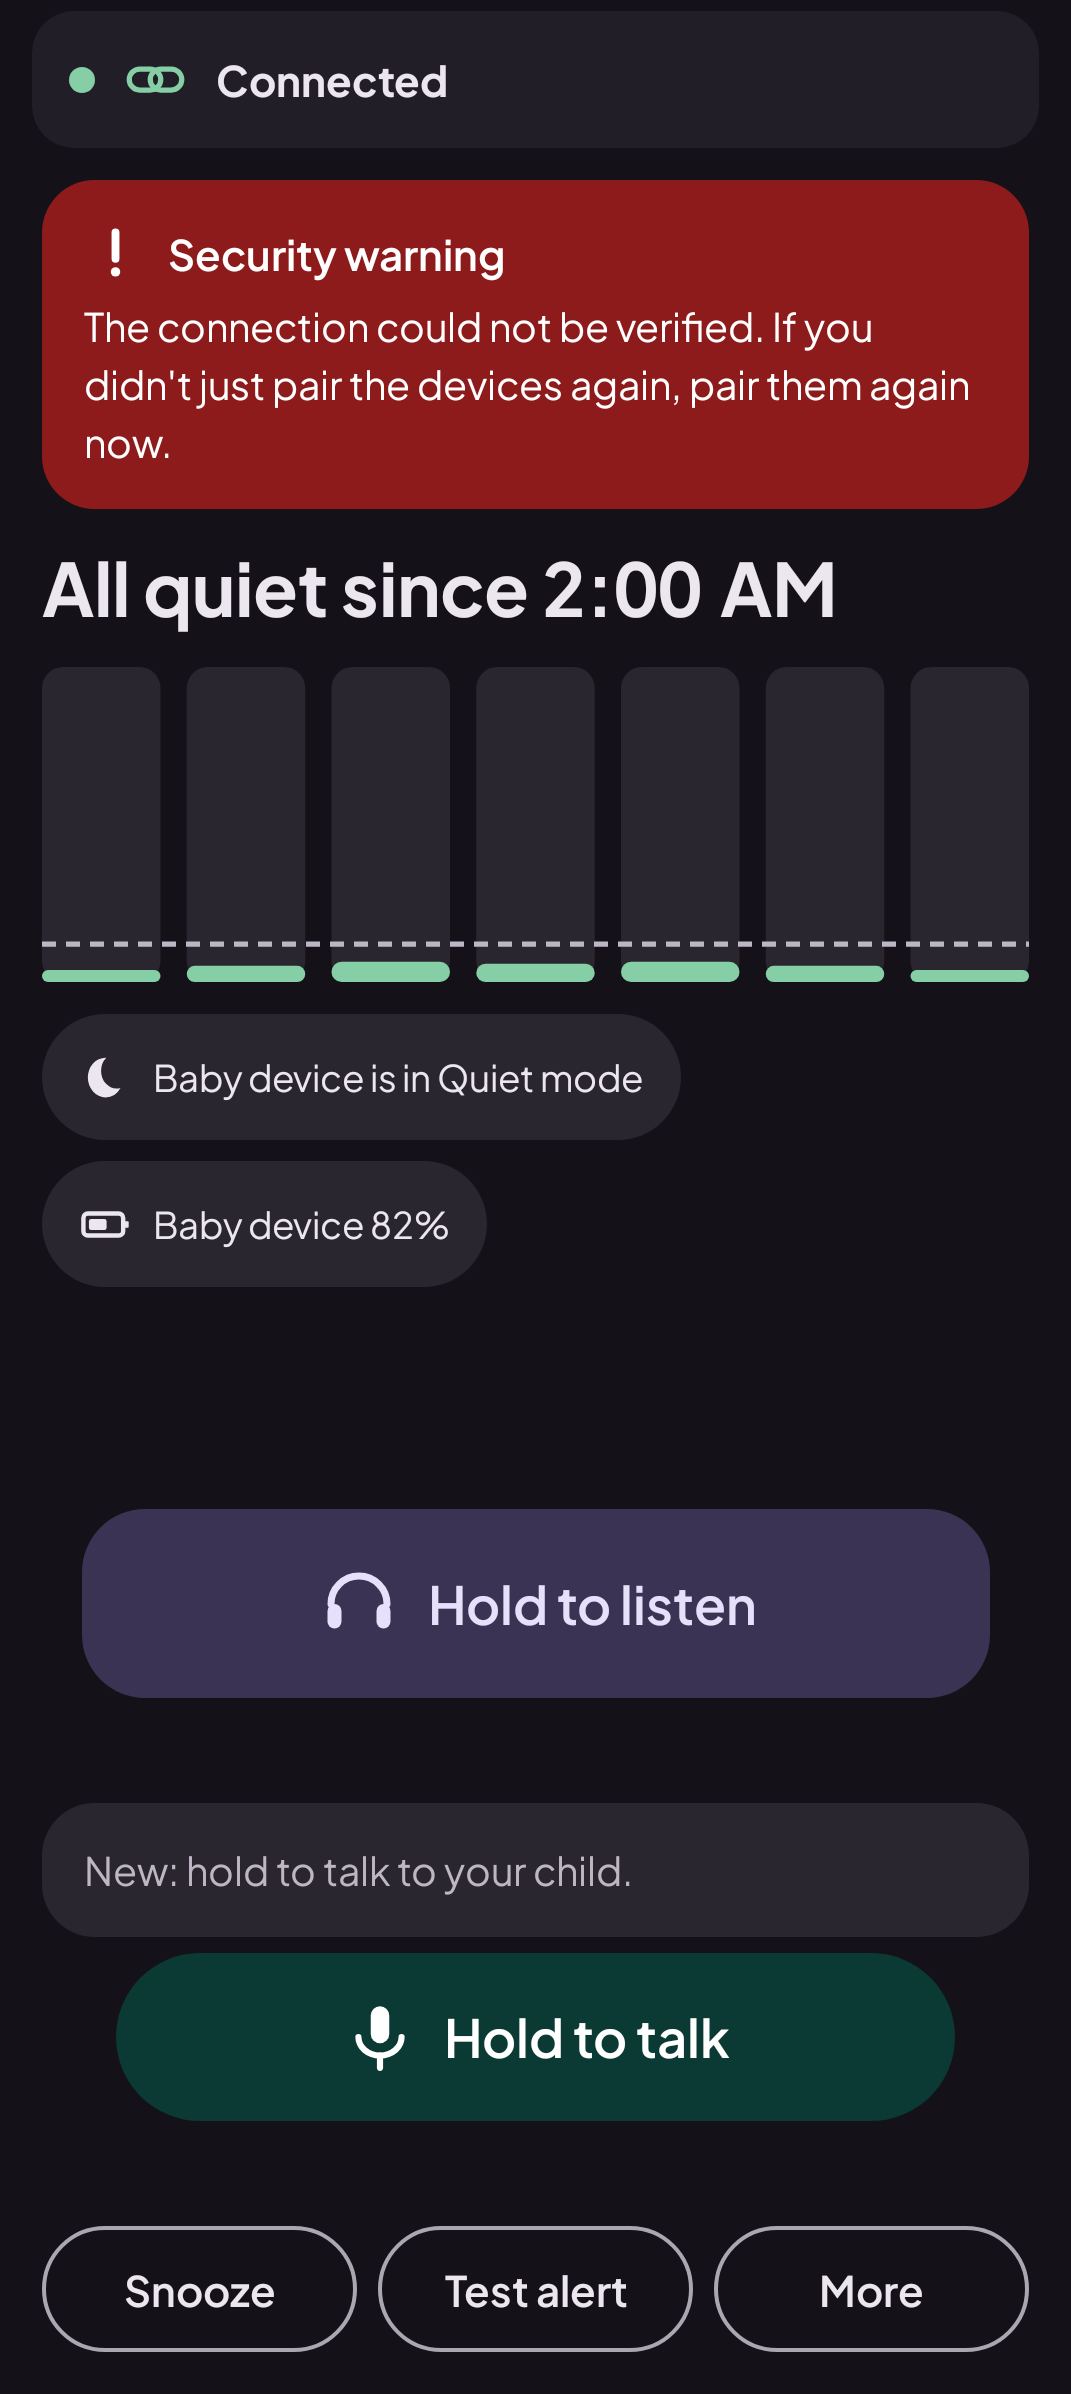 Connected
Security warning
The connection could not be verified. If you
didn't just pair the devices again, pair them again
now.
All quiet since 2:00 AM
Baby device is in Quiet mode
Baby device 82%
Hold to listen
New: hold to talk to your child.
Hold to talk
Snooze
Test alert
More